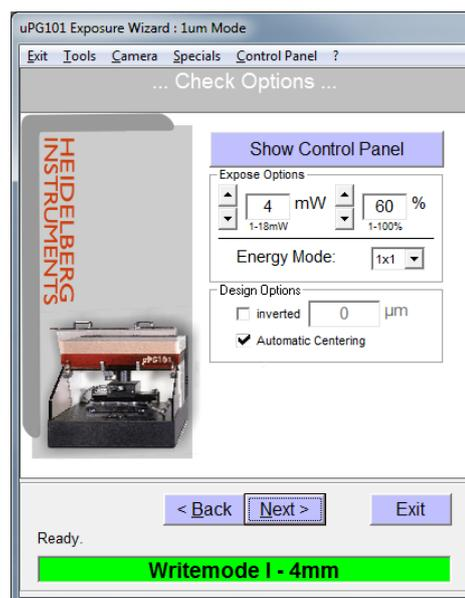 uPG101 Exposure Wizard : 1um Mode
Exit Tools Camera Specials Control Panel ?
... Check Options ...
HEIDELBERG
INSTRUMENTS
µPG101
Show Control Panel
Expose Options
4 mW 60 %
1-18mW 1-100%
Energy Mode: 1x1
Design Options
inverted 0 µm
Automatic Centering
< Back Next > Exit
Ready.
Writemode I - 4mm